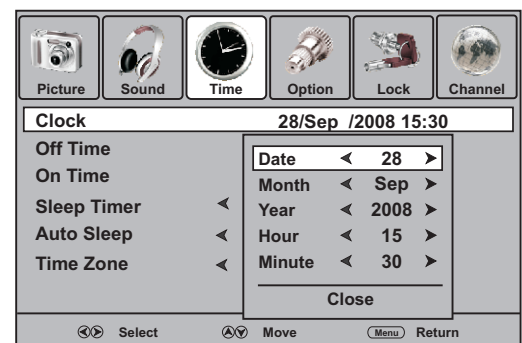 Picture Sound Time Option Lock Channel
Clock 28/Sep /2008 15:30
Off Time
On Time
Sleep Timer
Auto Sleep
Time Zone
Date 28
Month Sep
Year 2008
Hour 15
Minute 30
Close
Select Move Menu Return